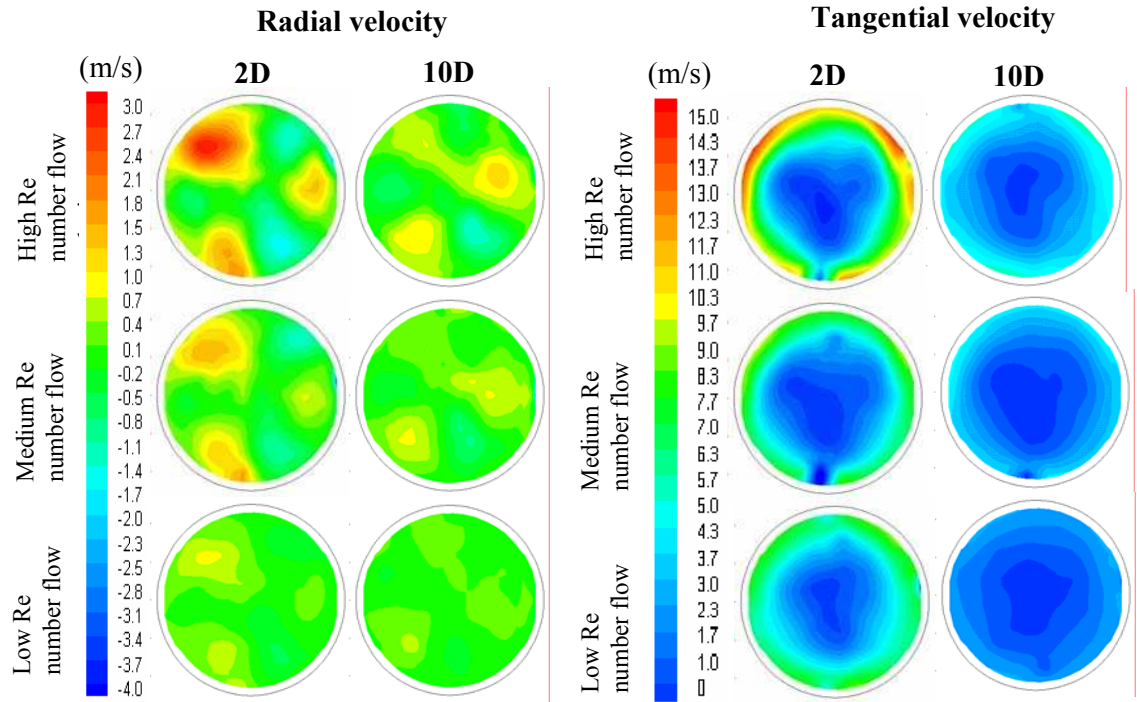 Radial velocity
Tangential velocity
(m/s)
2D
10D
(m/s)
2D
10D
3.0
2.7
2.4
2.1
1.8
1.5
1.3
1.0
0.7
0.4
0.1
-0.2
-0.6
-0.8
-1.1
-1.4
-1.7
-2.0
-2.3
-2.5
-2.8
-3.1
-3.4
-3.7
-4.0
High Re
number flow
Medium Re
number flow
Low Re
number flow
15.0
14.3
13.7
13.0
12.3
11.7
11.0
10.3
9.7
9.0
8.3
7.7
7.0
6.3
5.7
5.0
4.3
3.7
3.0
2.3
1.7
1.0
0
High Re
number flow
Medium Re
number flow
Low Re
number flow